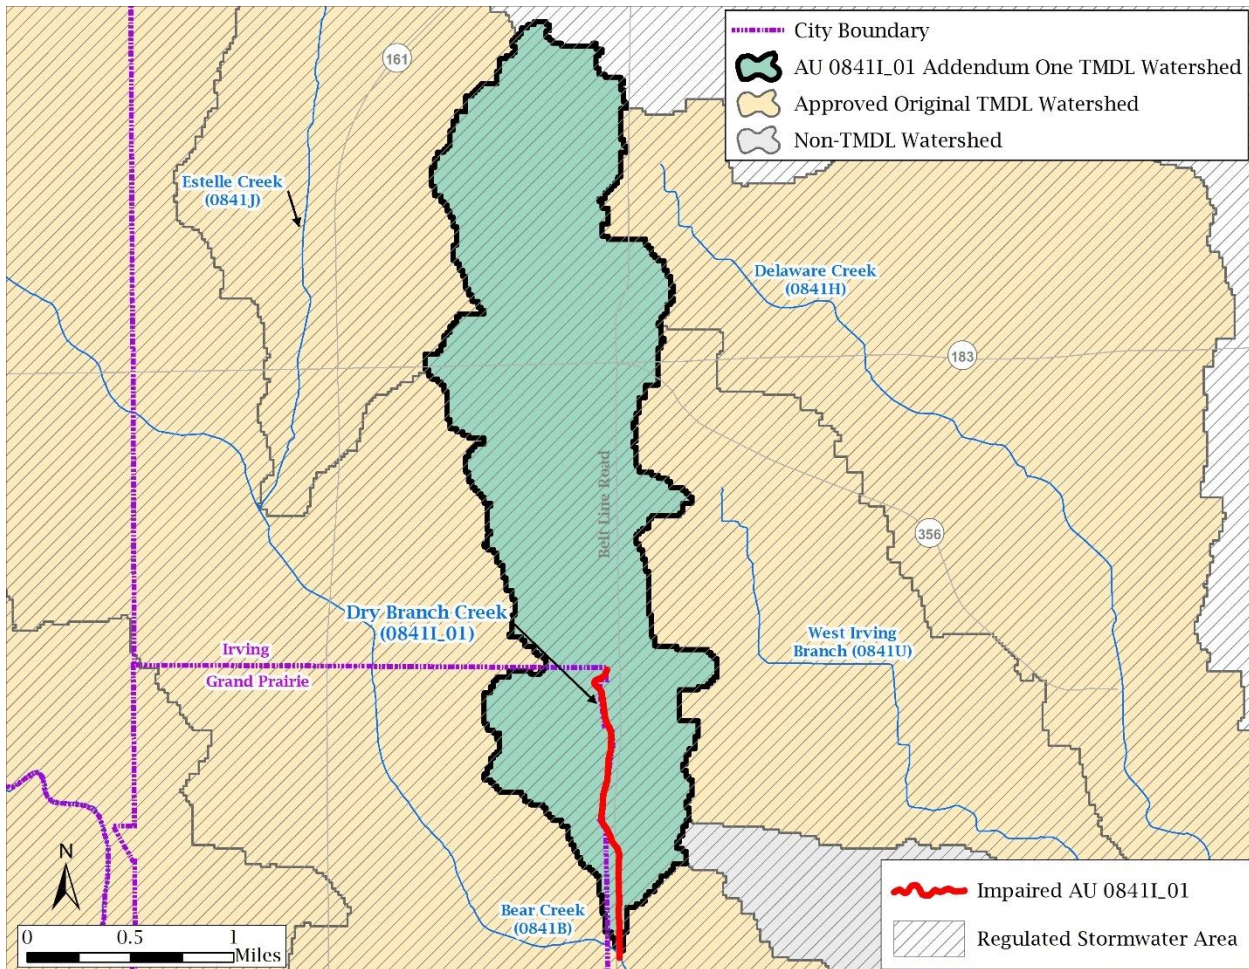 City Boundary
AU 0841I_01 Addendum One TMDL Watershed
Approved Original TMDL Watershed
Non-TMDL Watershed
161
Estelle Creek
(0841J)
Delaware Creek
(0841H)
183
Belt Line Road
356
Dry Branch Creek
(0841I_01)
West Irving
Branch (0841U)
Irving
Grand Prairie
Bear Creek
(0841B)
N
0 0.5 1
Miles
Impaired AU 0841I_01
Regulated Stormwater Area